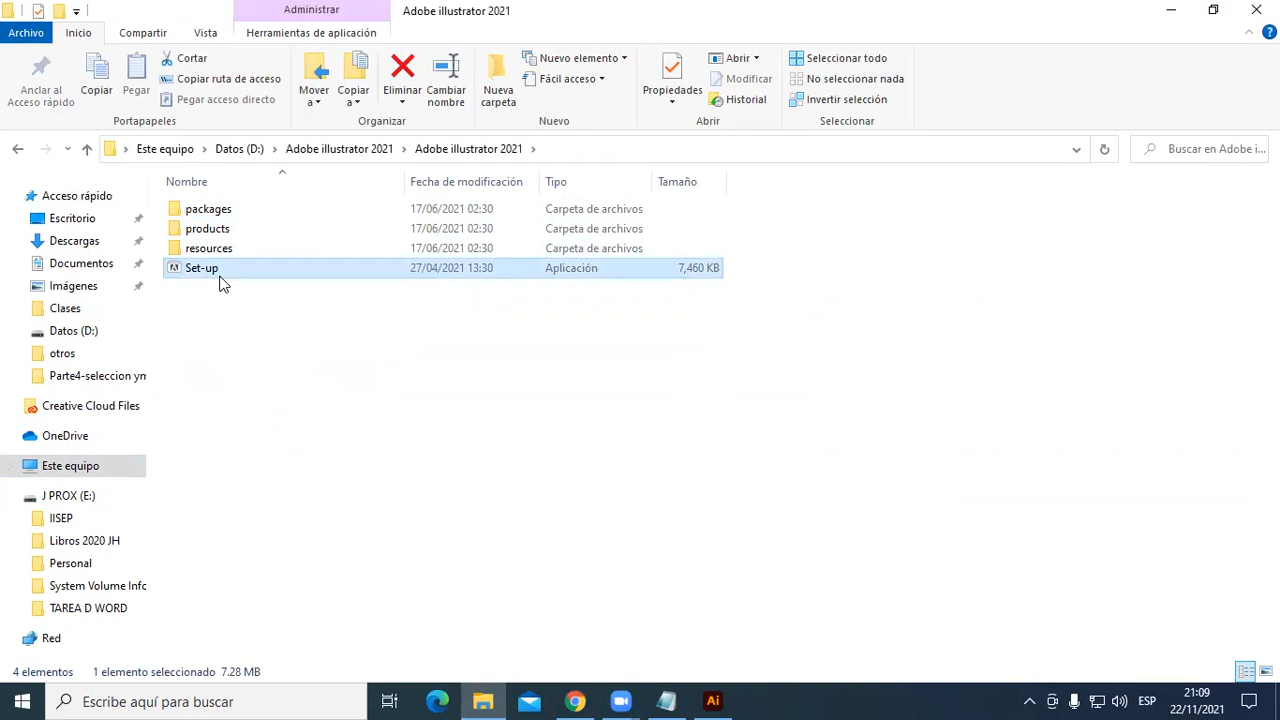 Administrar
Adobe illustrator 2021
Archivo
Inicio
Compartir
Vista
Herramientas de aplicación
Anclar al
Acceso rápido
Copiar
Pegar
Cortar
Copiar ruta de acceso
Pegar acceso directo
Portapapeles
Mover
a
Copiar
a
Eliminar
Cambiar
nombre
Organizar
Nueva
carpeta
Nuevo elemento
Fácil acceso
Nuevo
Propiedades
Abrir
Modificar
Historial
Abrir
Seleccionar todo
No seleccionar nada
Invertir selección
Seleccionar
Este equipo
Datos (D:)
Adobe illustrator 2021
Adobe illustrator 2021
Buscar en Adobe i...
Nombre
Fecha de modificación
Tipo
Tamaño
packages 17/06/2021 02:30 Carpeta de archivos
products 17/06/2021 02:30 Carpeta de archivos
resources 17/06/2021 02:30 Carpeta de archivos
Set-up 27/04/2021 13:30 Aplicación 7,460 KB
Acceso rápido
Escritorio
Descargas
Documentos
Imágenes
Clases
Datos (D:)
otros
Parte4-seleccion ym
Creative Cloud Files
OneDrive
Este equipo
J PROX (E:)
IISEP
Libros 2020 JH
Personal
System Volume Info
TAREA D WORD
Red
4 elementos
1 elemento seleccionado 7.28 MB
Escribe aquí para buscar
Ai
ESP
21:09
22/11/2021